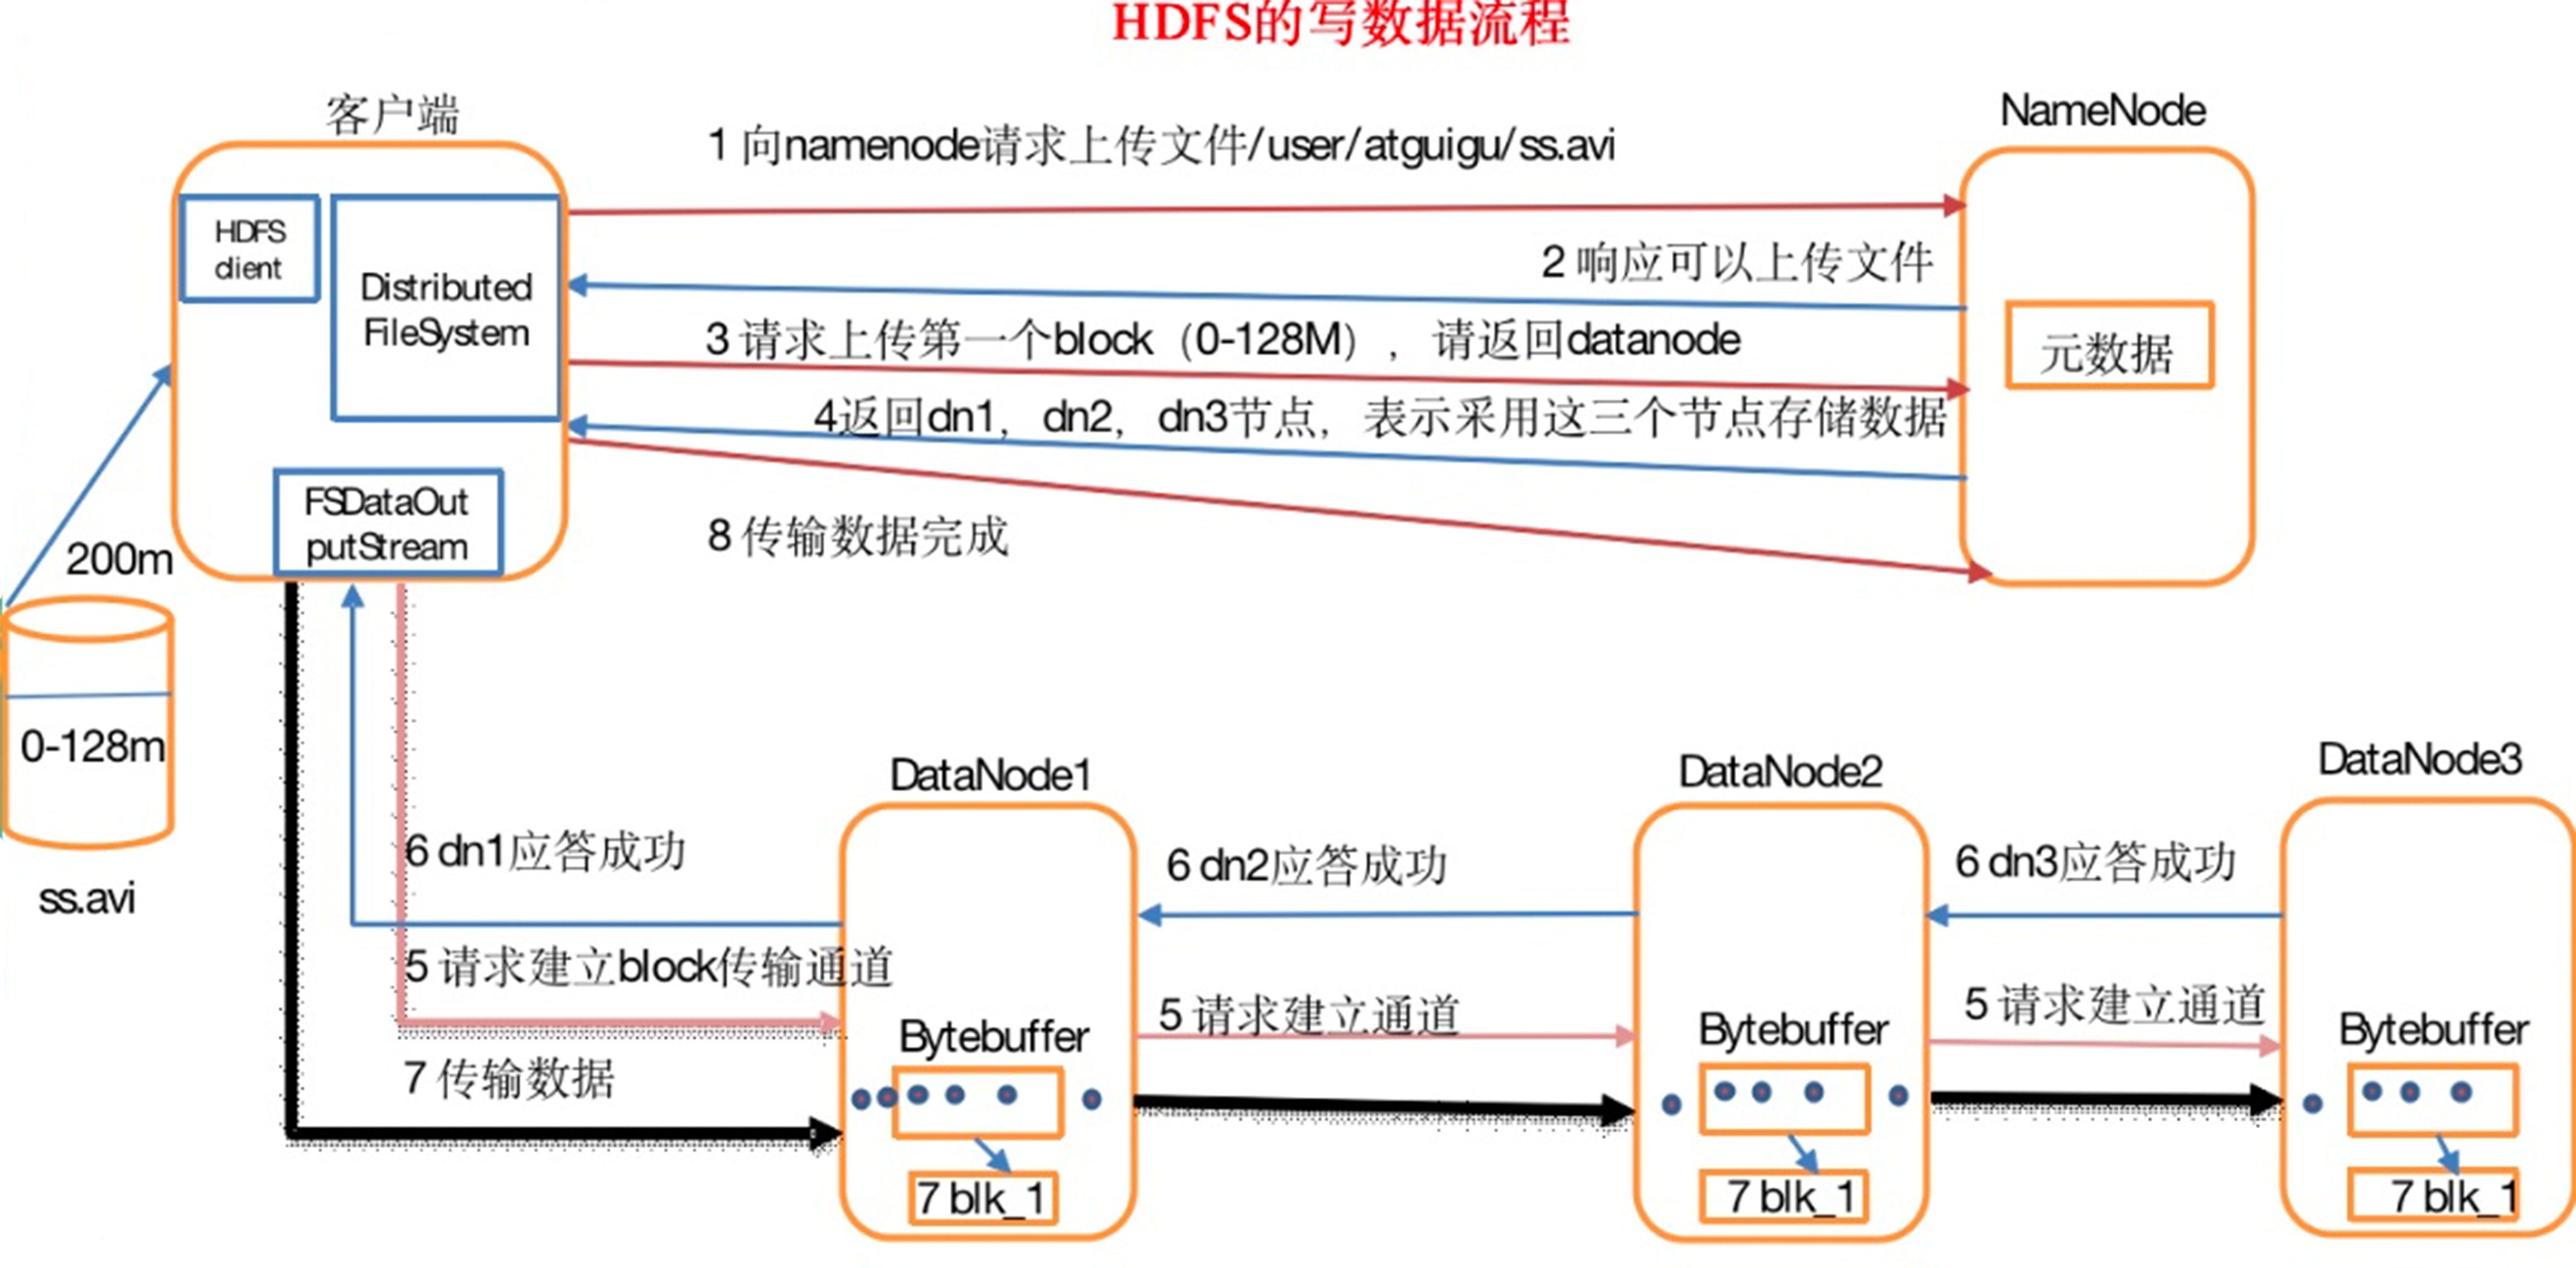 HDFS的写数据流程
客户端
NameNode
1 向namenode请求上传文件/user/atguigu/ss.avi
HDFS
client
Distributed
FileSystem
2 响应可以上传文件
3 请求上传第一个block（0-128M），请返回datanode
元数据
4返回dn1，dn2，dn3节点，表示采用这三个节点存储数据
FSDataOut
putStream
8 传输数据完成
200m
0-128m
ss.avi
DataNode1
DataNode2
DataNode3
6 dn1应答成功
6 dn2应答成功
6 dn3应答成功
5 请求建立block传输通道
5 请求建立通道
5 请求建立通道
Bytebuffer
Bytebuffer
Bytebuffer
7 传输数据
7 blk_1
7 blk_1
7 blk_1